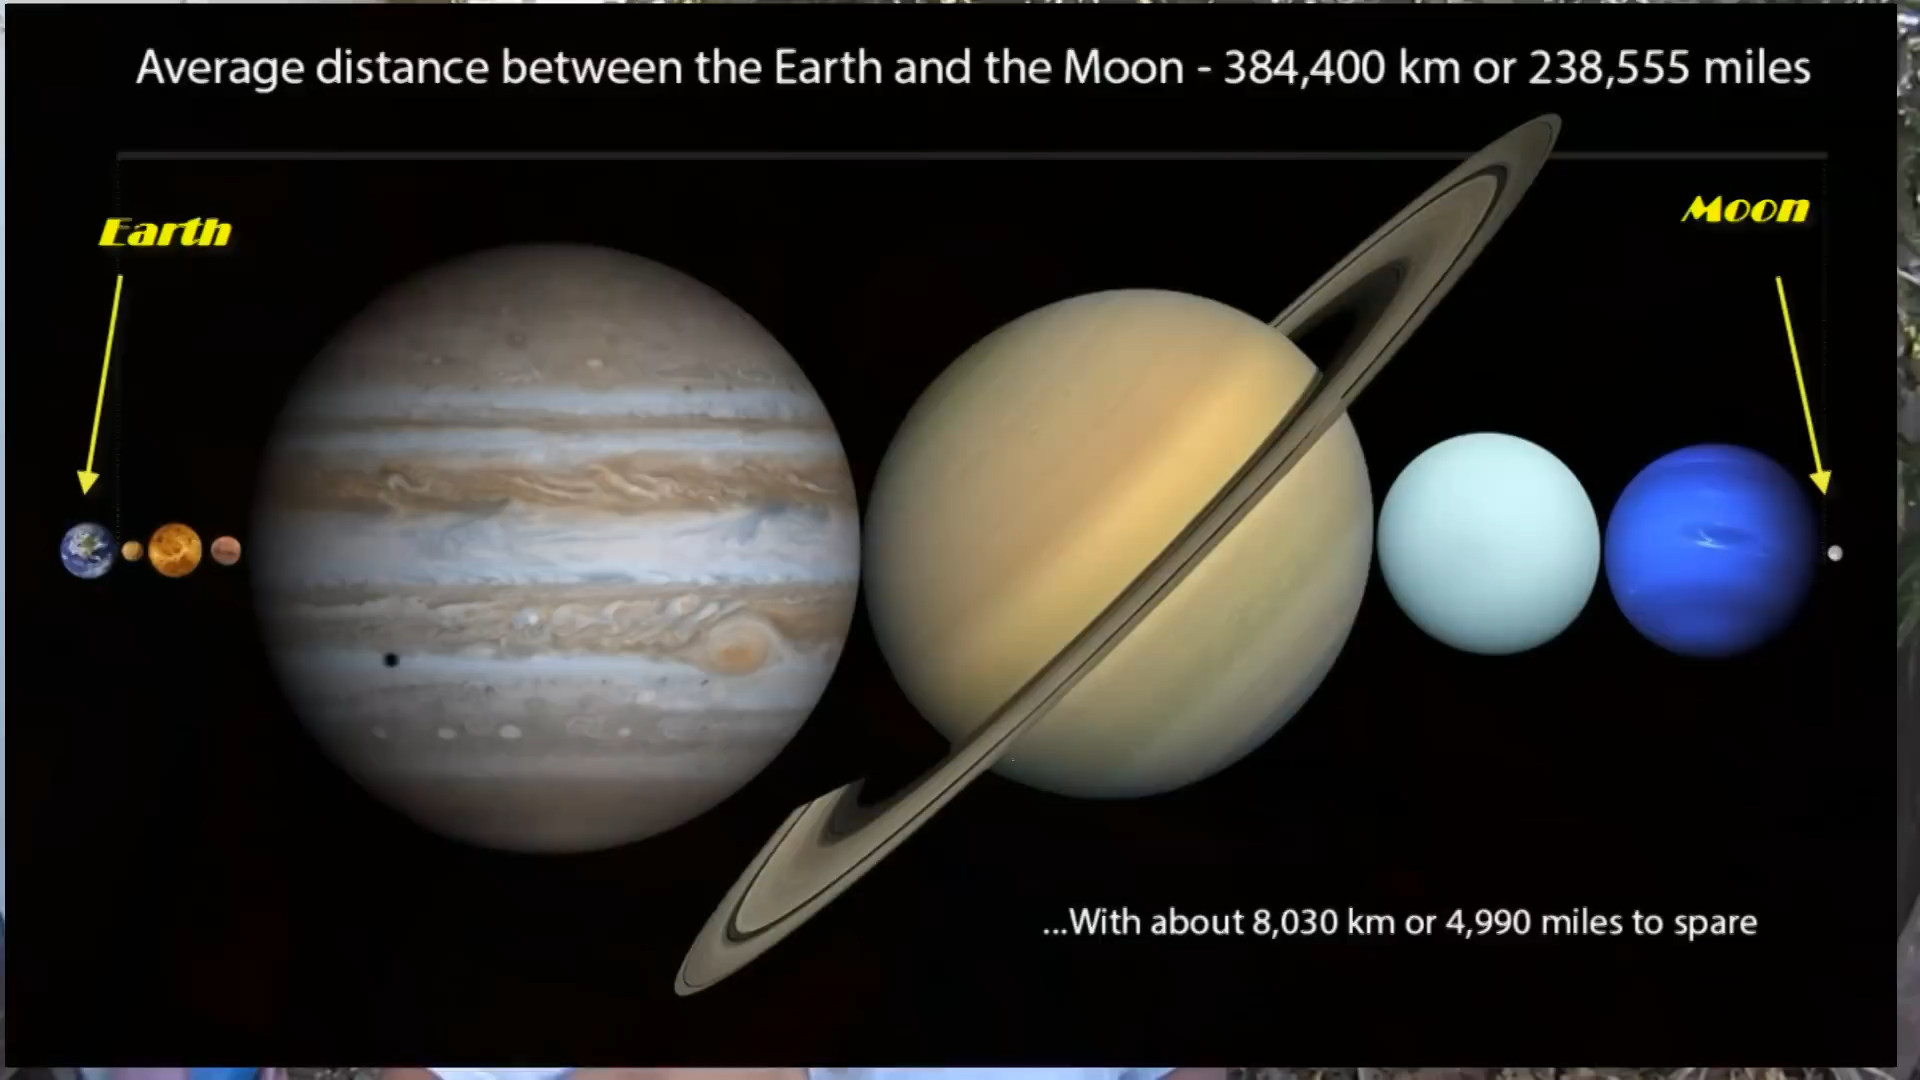 Average distance between the Earth and the Moon - 384,400 km or 238,555 miles
Earth
Moon
...With about 8,030 km or 4,990 miles to spare